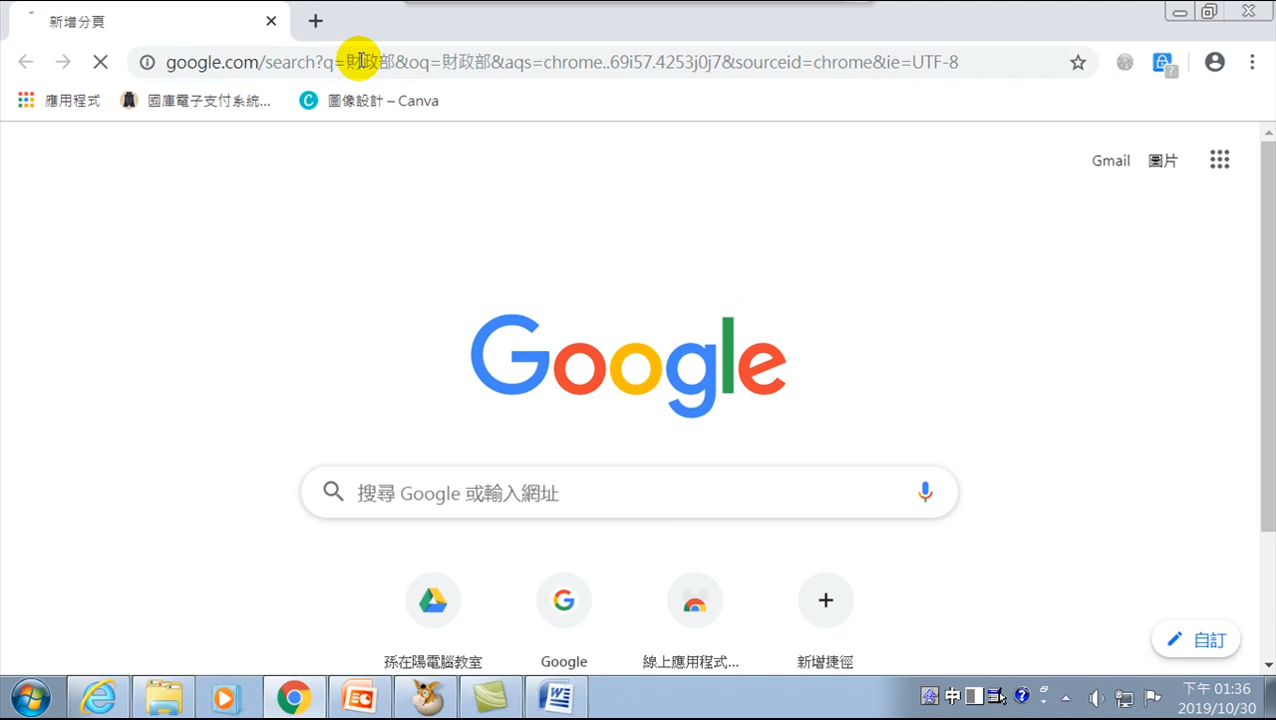 新增分頁
google.com/search?q=財政部&oq=財政部&aqs=chrome..69i57.4253j0j7&sourceid=chrome&ie=UTF-8
應用程式 國庫電子支付系統... 圖像設計 – Canva
Gmail 圖片
Google
搜尋 Google 或輸入網址
孫在陽電腦教室 Google 線上應用程式... 新增捷徑
自訂
中
下午 01:36
2019/10/30